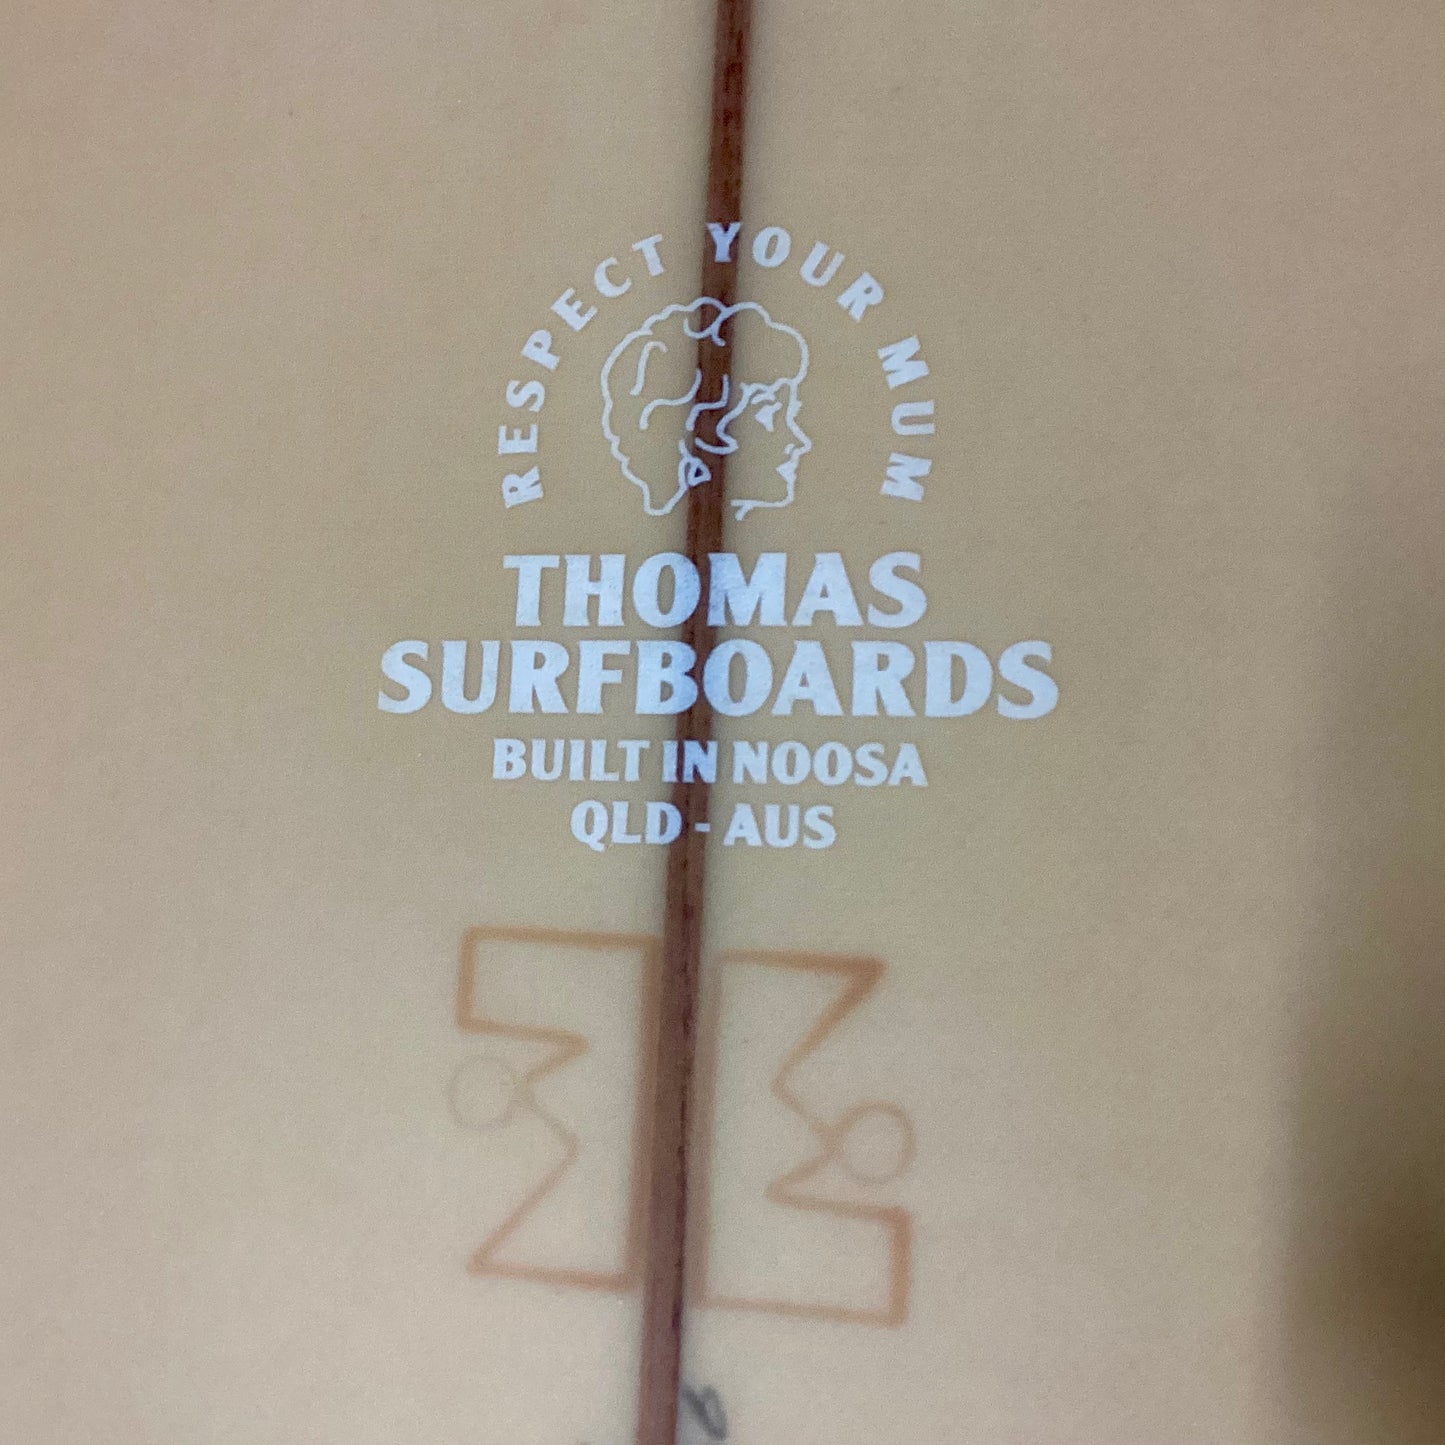 RESPECT YOUR MUM
THOMAS
SURFBOARDS
BUILT IN NOOSA
QLD - AUS